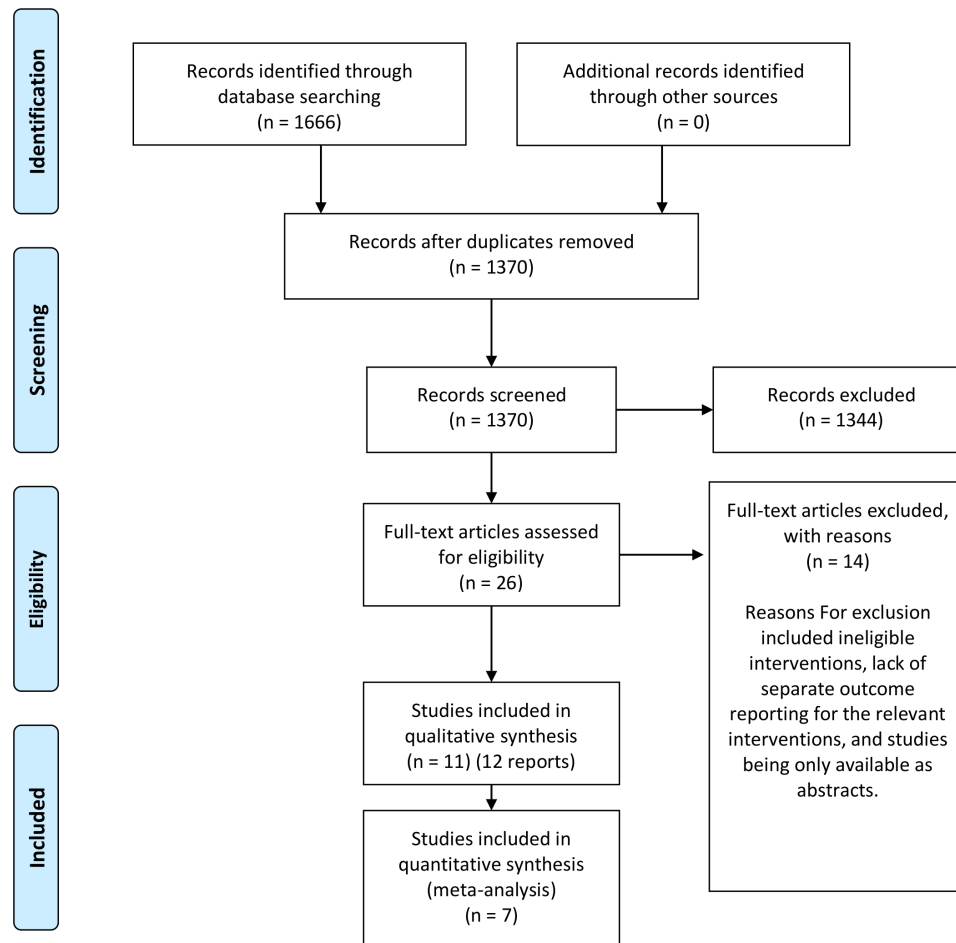 Identification
Records identified through
database searching
(n = 1666)
Additional records identified
through other sources
(n = 0)
Records after duplicates removed
(n = 1370)
Screening
Records screened
(n = 1370)
Records excluded
(n = 1344)
Eligibility
Full-text articles assessed
for eligibility
(n = 26)
Full-text articles excluded,
with reasons
(n = 14)
Reasons For exclusion
included ineligible
interventions, lack of
separate outcome
reporting for the relevant
interventions, and studies
being only available as
abstracts.
Studies included in
qualitative synthesis
(n = 11) (12 reports)
Included
Studies included in
quantitative synthesis
(meta-analysis)
(n = 7)